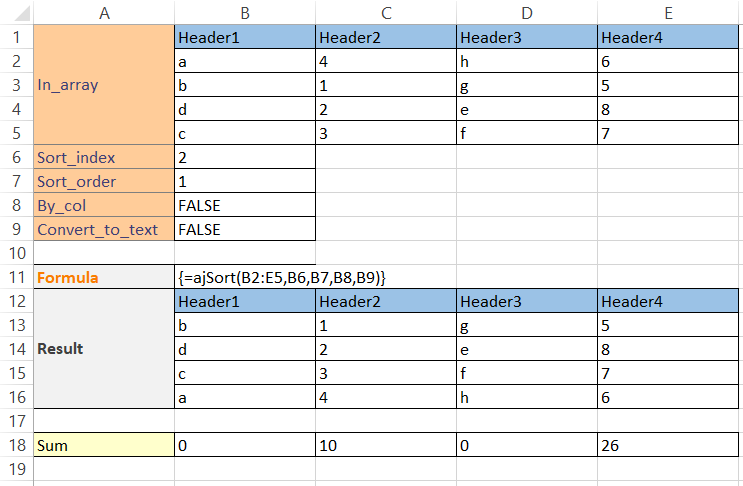 A B C D E
1 Header1 Header2 Header3 Header4
2 a 4 h 6
3 In_array b 1 g 5
4 d 2 e 8
5 c 3 f 7
6 Sort_index 2
7 Sort_order 1
8 By_col FALSE
9 Convert_to_text FALSE
10
11 Formula {=ajSort(B2:E5,B6,B7,B8,B9)}
12 Header1 Header2 Header3 Header4
13 b 1 g 5
14 Result d 2 e 8
15 c 3 f 7
16 a 4 h 6
17
18 Sum 0 10 0 26
19